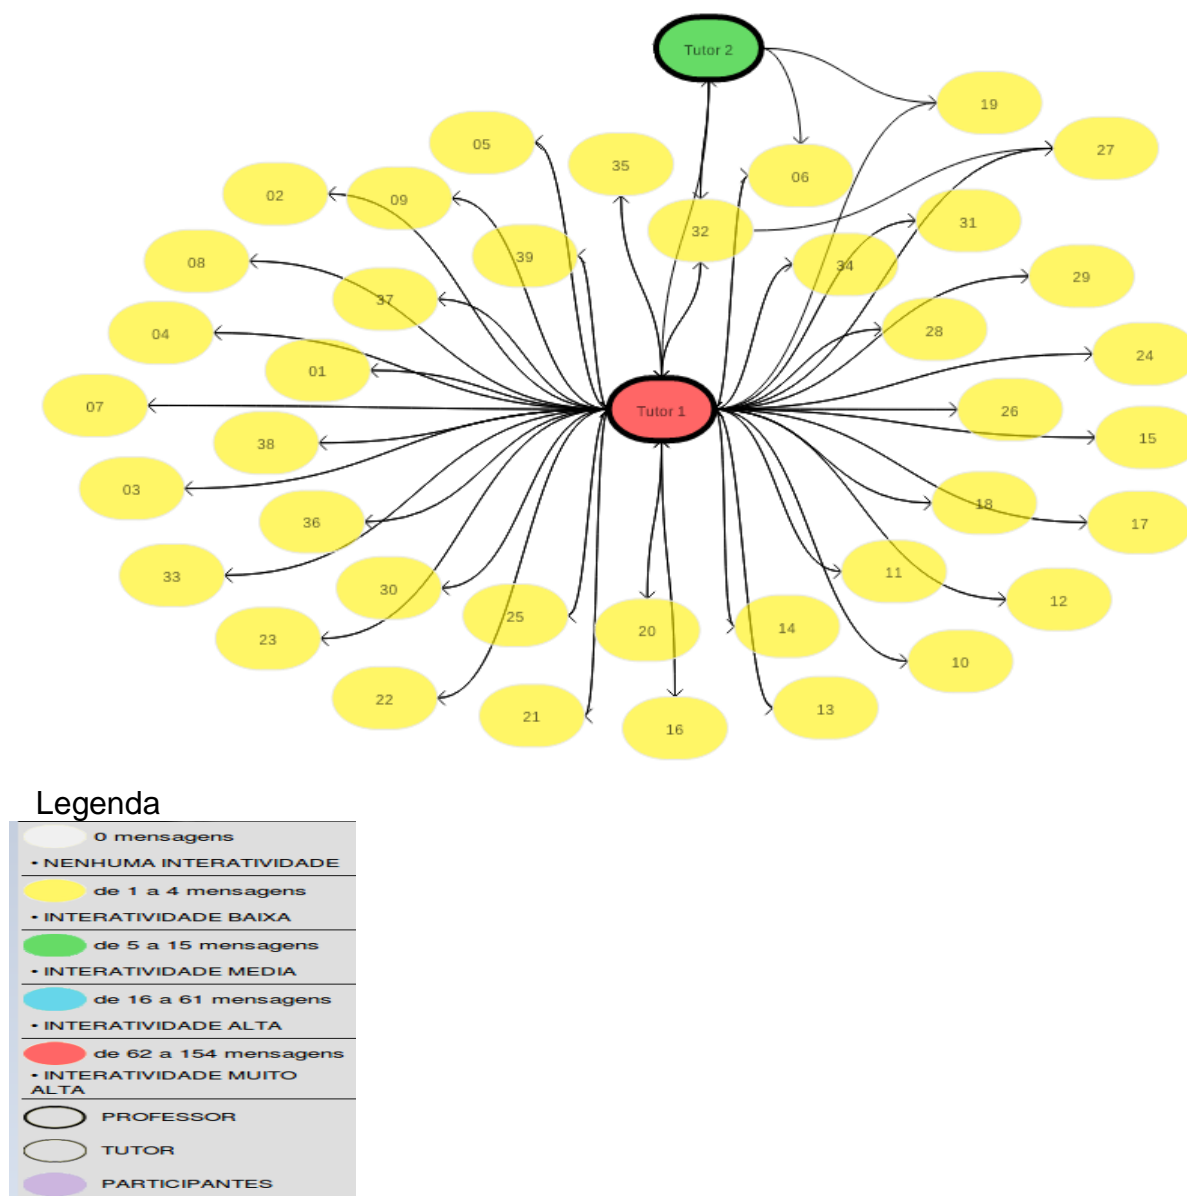 Tutor 2
19
05
27
35
06
02
09
31
32
39
34
08
29
37
28
04
24
01
07
Tutor 1
26
15
38
03
18
36
17
11
33
30
12
25
14
20
23
10
22
13
21
16
Legenda
0 mensagens
• NENHUMA INTERATIVIDADE
de 1 a 4 mensagens
• INTERATIVIDADE BAIXA
de 5 a 15 mensagens
• INTERATIVIDADE MEDIA
de 16 a 61 mensagens
• INTERATIVIDADE ALTA
de 62 a 154 mensagens
• INTERATIVIDADE MUITO
ALTA
PROFESSOR
TUTOR
PARTICIPANTES